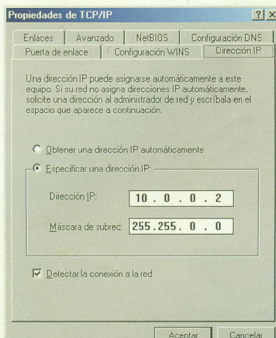 Propiedades de TCP/IP
Enlaces Avanzado NetBIOS Configuración DNS
Puerta de enlace Configuración WINS Dirección IP
Una dirección IP puede asignarse automáticamente a este
equipo. Si su red no asigna direcciones IP automáticamente,
solicite una dirección al administrador de red y escríbala en el
espacio que aparece a continuación.
Obtener una dirección IP automáticamente
Especificar una dirección IP:
Dirección IP: 10 . 0 . 0 . 2
Máscara de subred: 255.255. 0 . 0
Detectar la conexión a la red
Aceptar Cancelar